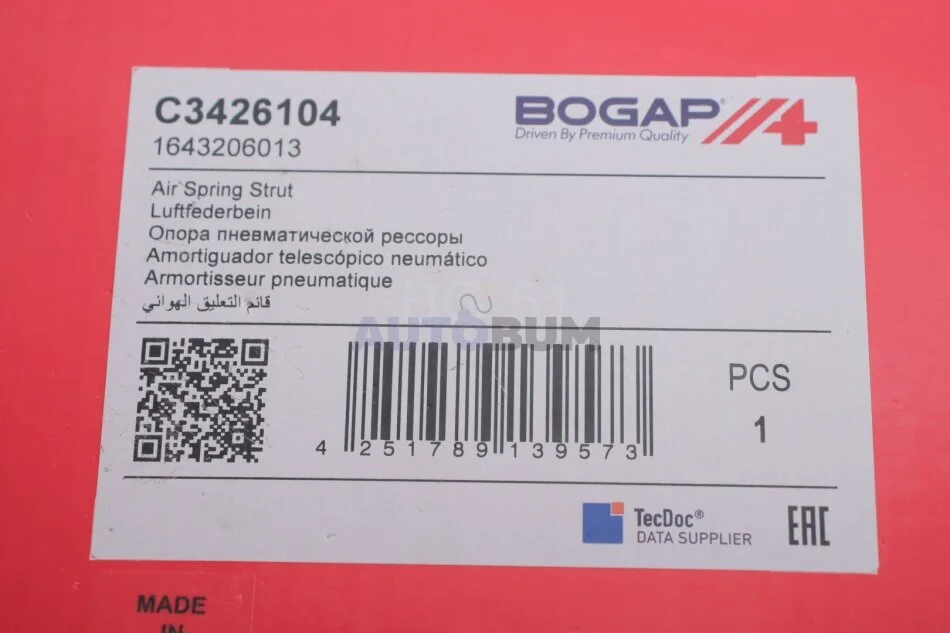 C3426104
1643206013
BOGAP
Driven By Premium Quality
Air Spring Strut
Luftfederbein
Опора пневматической рессоры
Amortiguador telescópico neumático
Armortisseur pneumatique
قائم التعليق الهوائي
AUTOBUM
4 251789 139573
PCS
1
TecDoc®
DATA SUPPLIER
EAC
MADE
IN